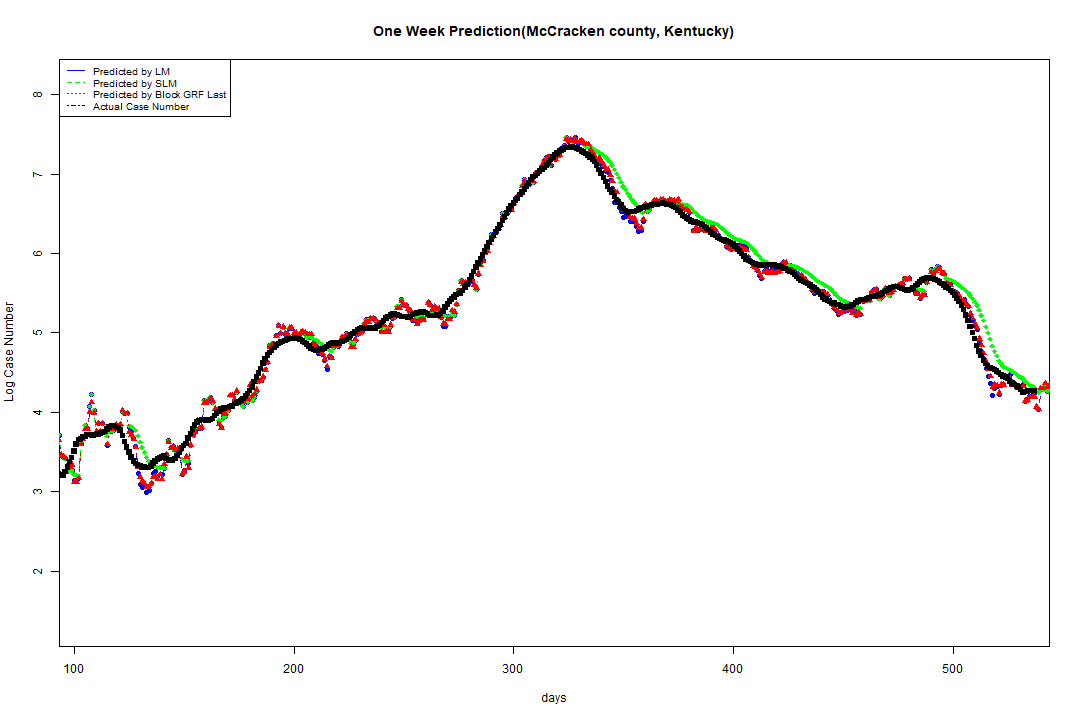 One Week Prediction(McCracken county, Kentucky)
Predicted by LM
Predicted by SLM
Predicted by Block GRF Last
Actual Case Number
8
7
6
5
4
3
2
Log Case Number
100 200 300 400 500
days